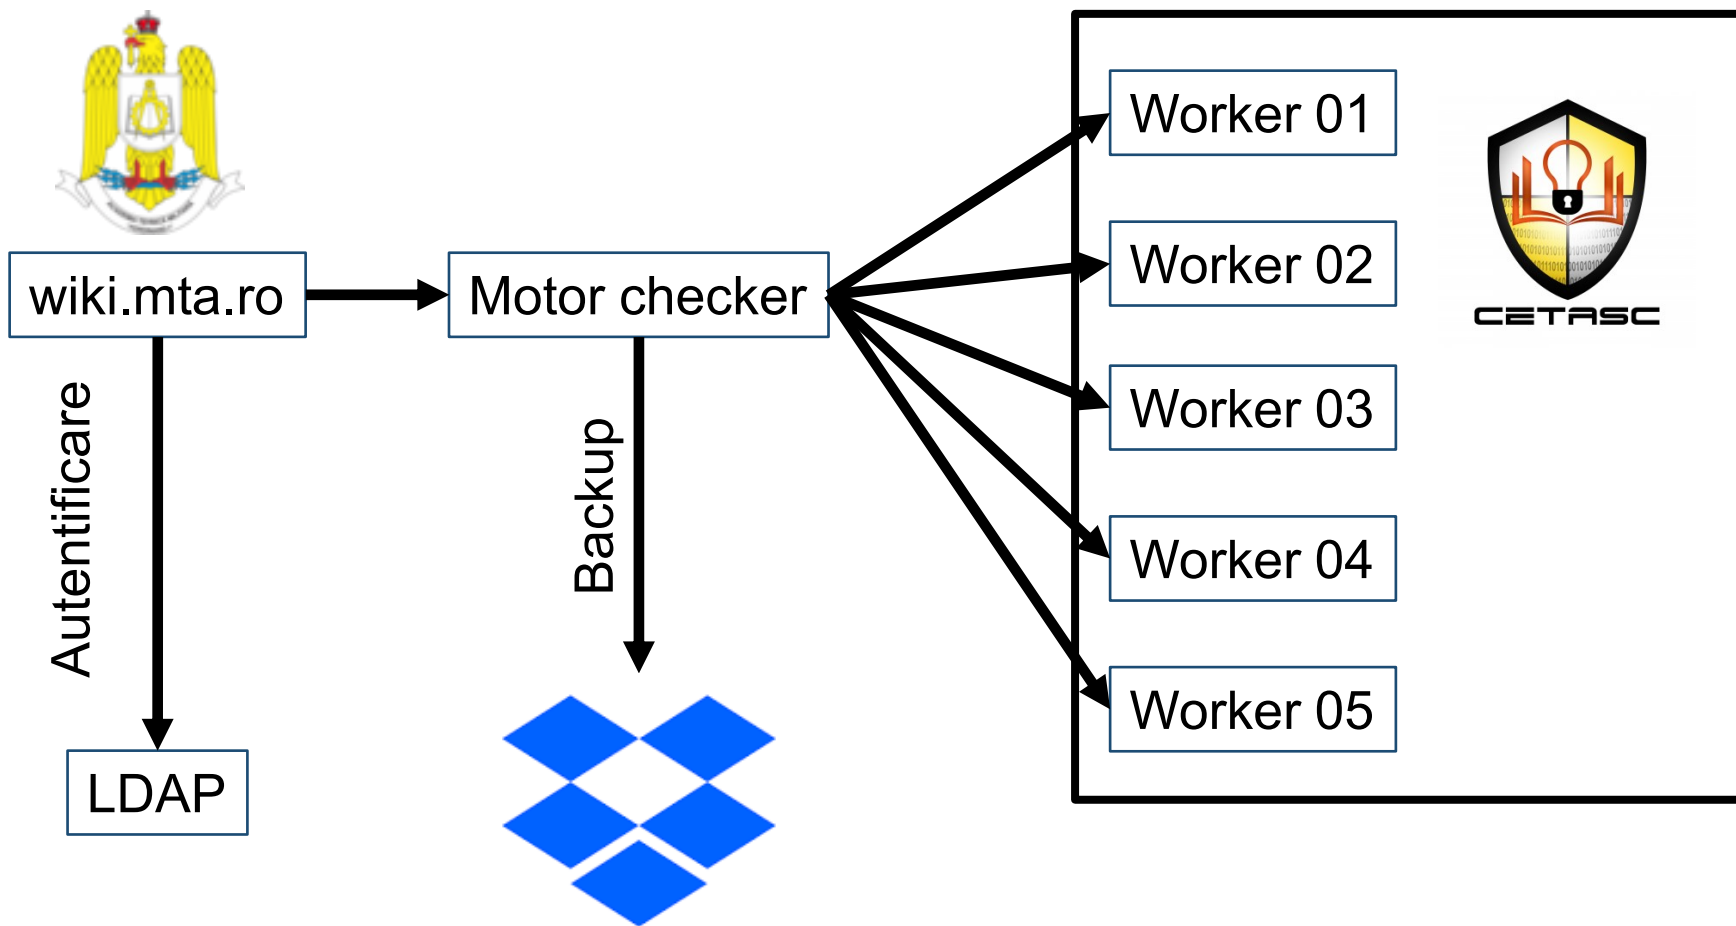 wiki.mta.ro
Motor checker
Autentificare
Backup
LDAP
Worker 01
Worker 02
Worker 03
Worker 04
Worker 05
CETASC